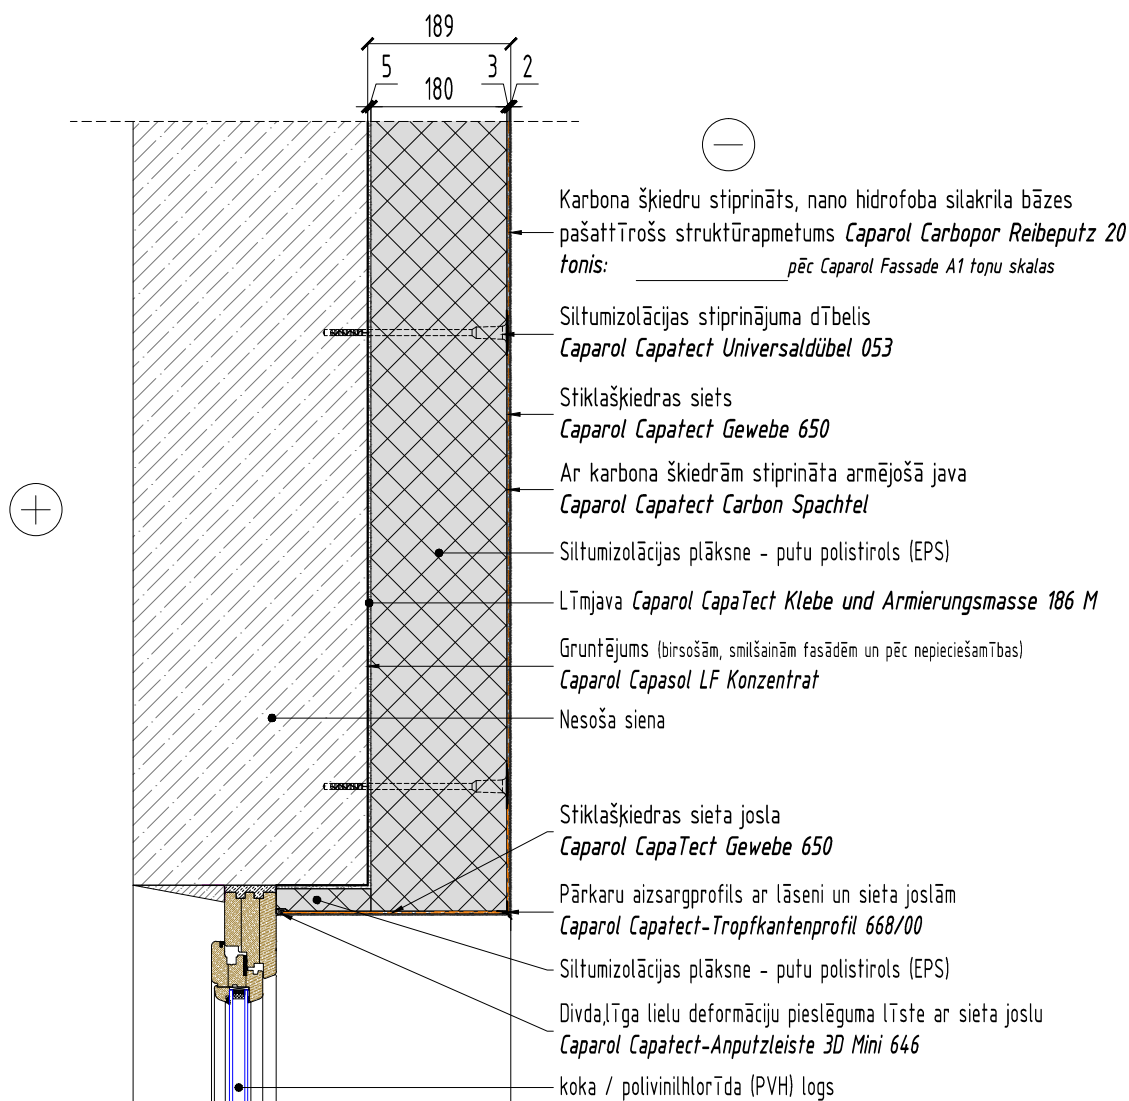 189
5
3
2
180
Karbona šķiedru stiprināts, nano hidrofoba silakrila bāzes
pašattīrošs struktūrapmetums Caparol Carbopor Reibeputz 20
tonis: pēc Caparol Fassade A1 toņu skalas
Siltumizolācijas stiprinājuma dībelis
Caparol Capatect Universaldübel 053
Stiklašķiedras siets
Caparol Capatect Gewebe 650
Ar karbona šķiedrām stiprināta armējošā java
Caparol Capatect Carbon Spachtel
Siltumizolācijas plāksne - putu polistirols (EPS)
Līmjava Caparol CapaTect Klebe und Armierungsmasse 186 M
Gruntējums (birsošām, smilšainām fasādēm un pēc nepieciešamības)
Caparol Capasol LF Konzentrat
Nesoša siena
Stiklašķiedras sieta josla
Caparol CapaTect Gewebe 650
Pārkaru aizsargprofils ar lāseni un sieta joslām
Caparol Capatect-Tropfkantenprofil 668/00
Siltumizolācijas plāksne - putu polistirols (EPS)
Divda,līga lielu deformāciju pieslēguma līste ar sieta joslu
Caparol Capatect-Anputzleiste 3D Mini 646
koka / polivinilhlorīda (PVH) logs